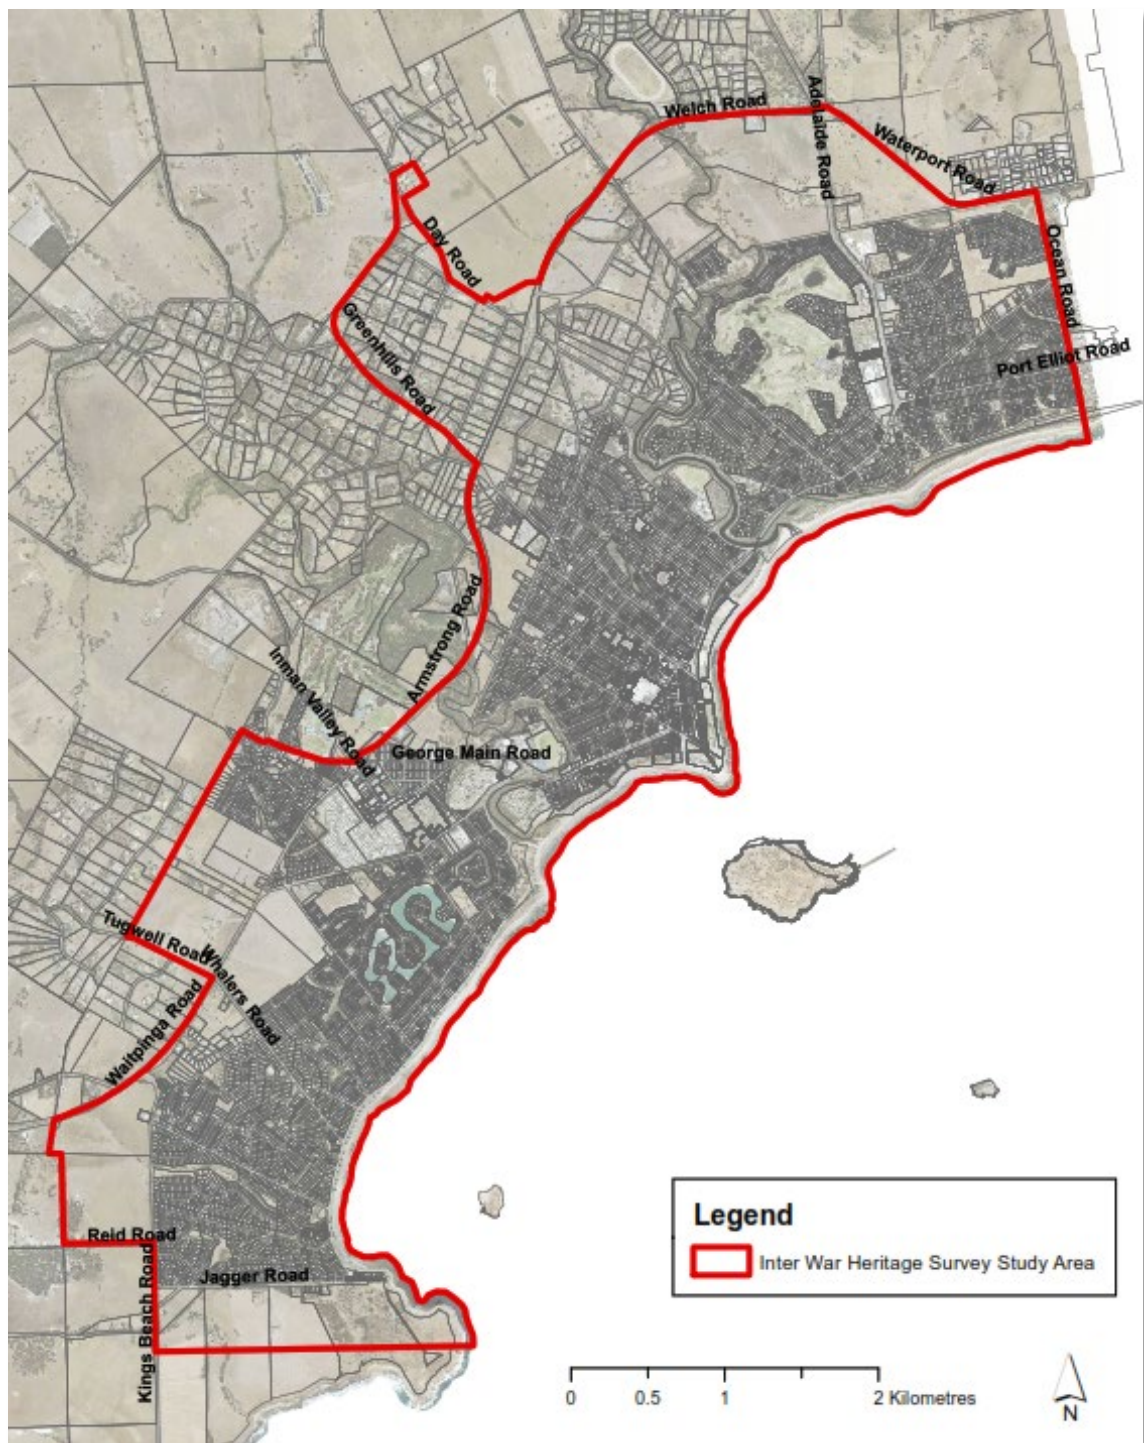 Welch Road
Adelaide Road
Waterport Road
Day Road
Ocean Road
Greenhills Road
Port Elliot Road
Armstrong Road
Inman Valley Road
George Main Road
Tugwell Road
Whalers Road
Waitpinga Road
Legend
Inter War Heritage Survey Study Area
Reid Road
Jagger Road
Kings Beach Road
0 0.5 1 2 Kilometres
N